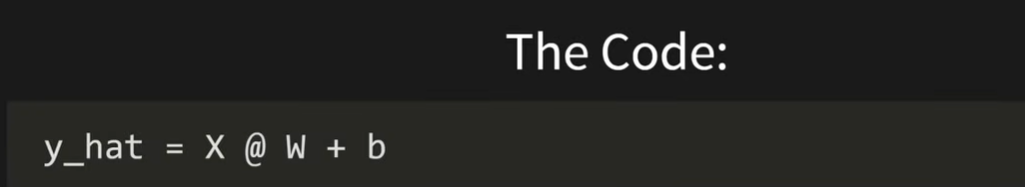 The Code:
y_hat = X @ W + b